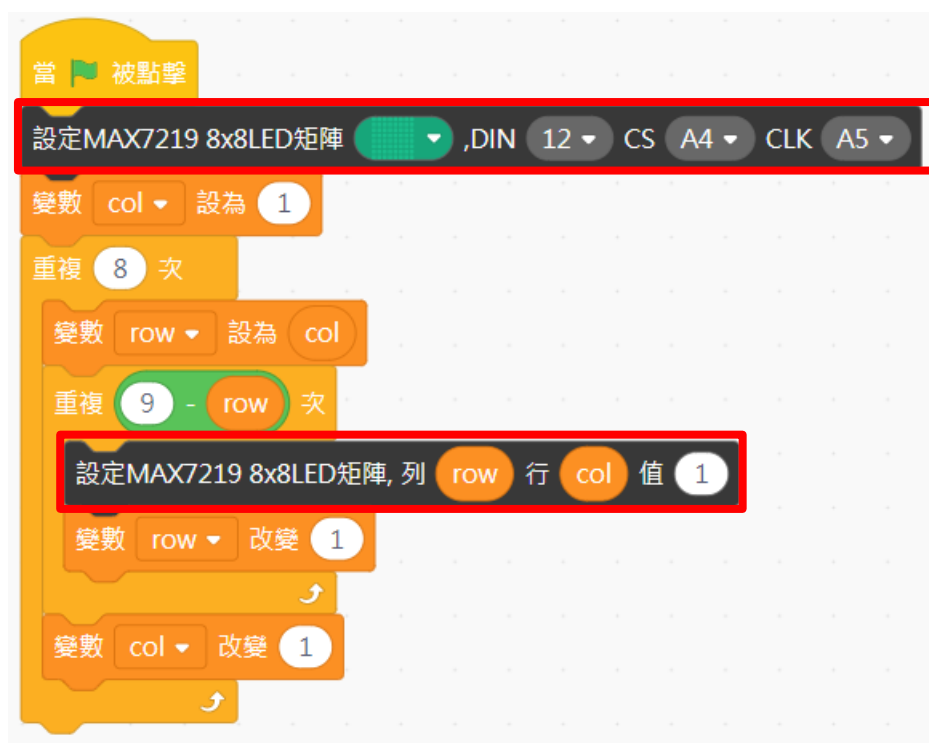 當 被點擊
設定MAX7219 8x8LED矩陣 ,DIN 12 CS A4 CLK A5
變數 col 設為 1
重複 8 次
變數 row 設為 col
重複 9 - row 次
設定MAX7219 8x8LED矩陣, 列 row 行 col 值 1
變數 row 改變 1
變數 col 改變 1